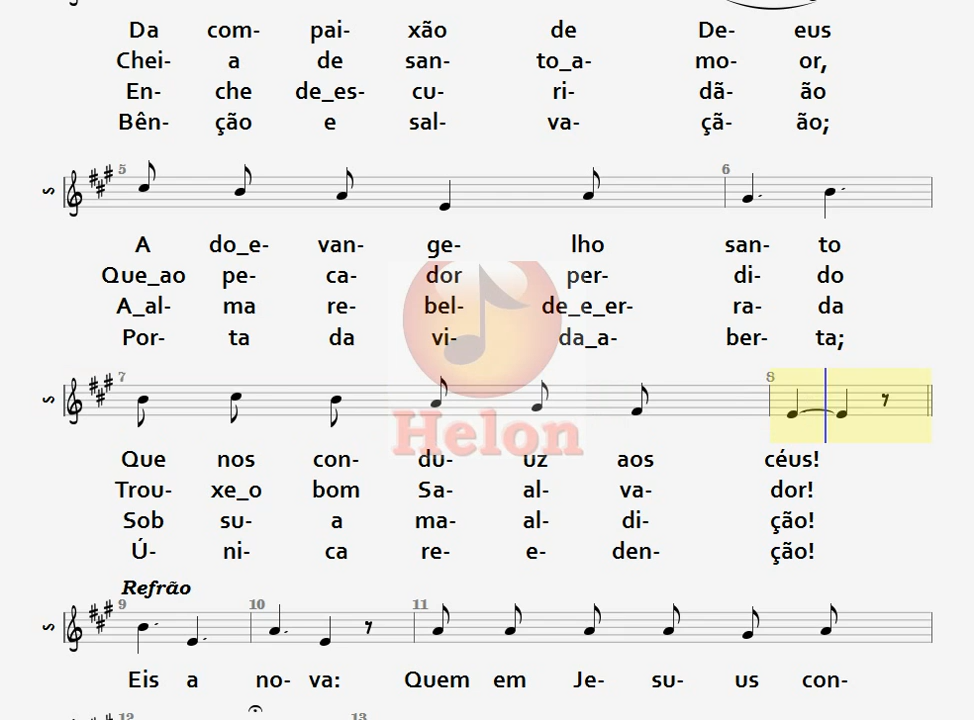 Da com- pai- xão de De- eus
Chei- a de san- to_a- mo- or,
En- che de_es- cu- ri- dã- ão
Bên- ção e sal- va- çã- ão;
5 6
S
A do_e- van- ge- lho san- to
Que_ao pe- ca- dor per- di- do
A_al- ma re- bel- de_e_er- ra- da
Por- ta da vi- da_a- ber- ta;
7 8
S
Helon
Que nos con- du- uz aos céus!
Trou- xe_o bom Sa- al- va- dor!
Sob su- a ma- al- di- ção!
Ú- ni- ca re- e- den- ção!
Refrão
9 10 11
S
Eis a no- va: Quem em Je- su- us con-
12 13